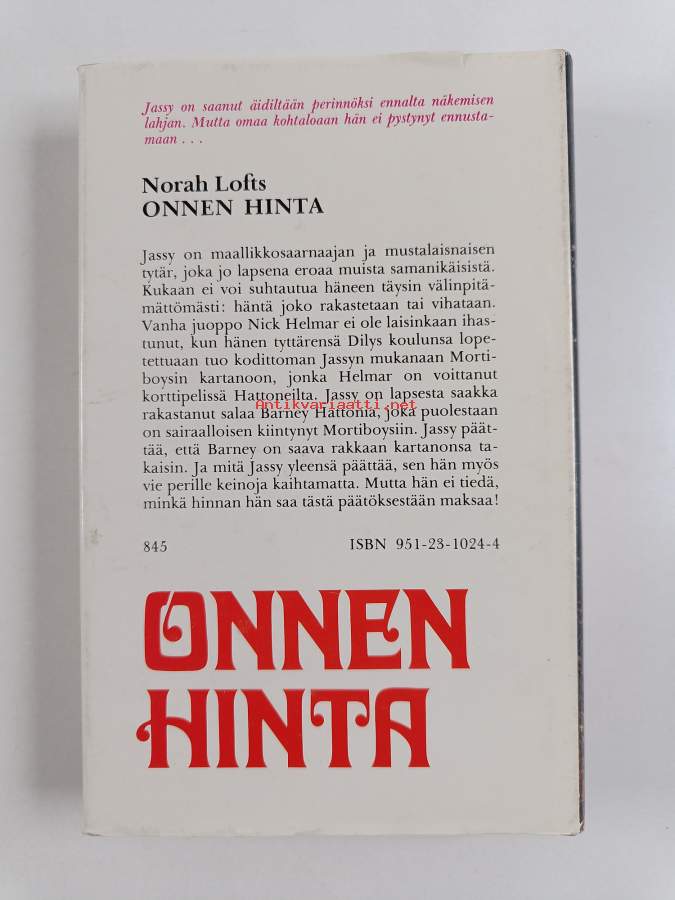 Jassy on saanut äidiltään perinnöksi ennalta näkemisen
lahjan. Mutta omaa kohtaloaan hän ei pystynyt ennusta-
maan . . .
Norah Lofts
ONNEN HINTA
Jassy on maallikkosaarnaajan ja mustalaisnaisen
tytär, joka jo lapsena eroaa muista samanikäisistä.
Kukaan ei voi suhtautua häneen täysin välinpitä-
mättömästi: häntä joko rakastetaan tai vihataan.
Vanha juoppo Nick Helmar ei ole laisinkaan ihas-
tunut, kun hänen tyttärensä Dilys koulunsa lope-
tettuaan tuo kodittoman Jassyn mukanaan Morti-
boysin kartanoon, jonka Helmar on voittanut
korttipelissä Hattoneilta. Jassy on lapsesta saakka
Antikvariaatti.net
rakastanut salaa Barney Hattonia, joka puolestaan
on sairaalloisen kiintynyt Mortiboysiin. Jassy päät-
tää, että Barney on saava rakkaan kartanonsa ta-
kaisin. Ja mitä Jassy yleensä päättää, sen hän myös
vie perille keinoja kaihtamatta. Mutta hän ei tiedä,
minkä hinnan hän saa tästä päätöksestään maksaa!
845 ISBN 951-23-1024-4
ONNEN
HINTA